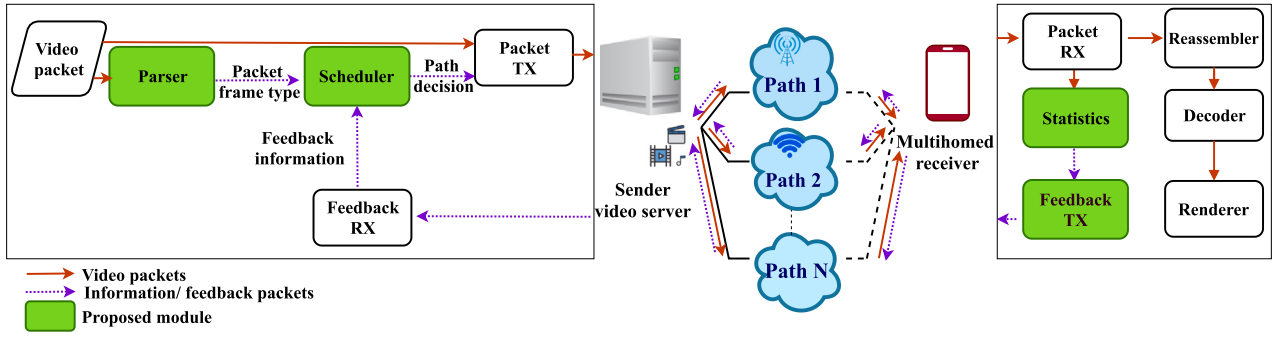 Video
packet
Parser
Packet
frame type
Scheduler
Path
decision
Packet
TX
Feedback
information
Feedback
RX
Sender
video server
Path 1
Path 2
Path N
Multihomed
receiver
Packet
RX
Reassembler
Statistics
Decoder
Feedback
TX
Renderer
Video packets
Information/ feedback packets
Proposed module